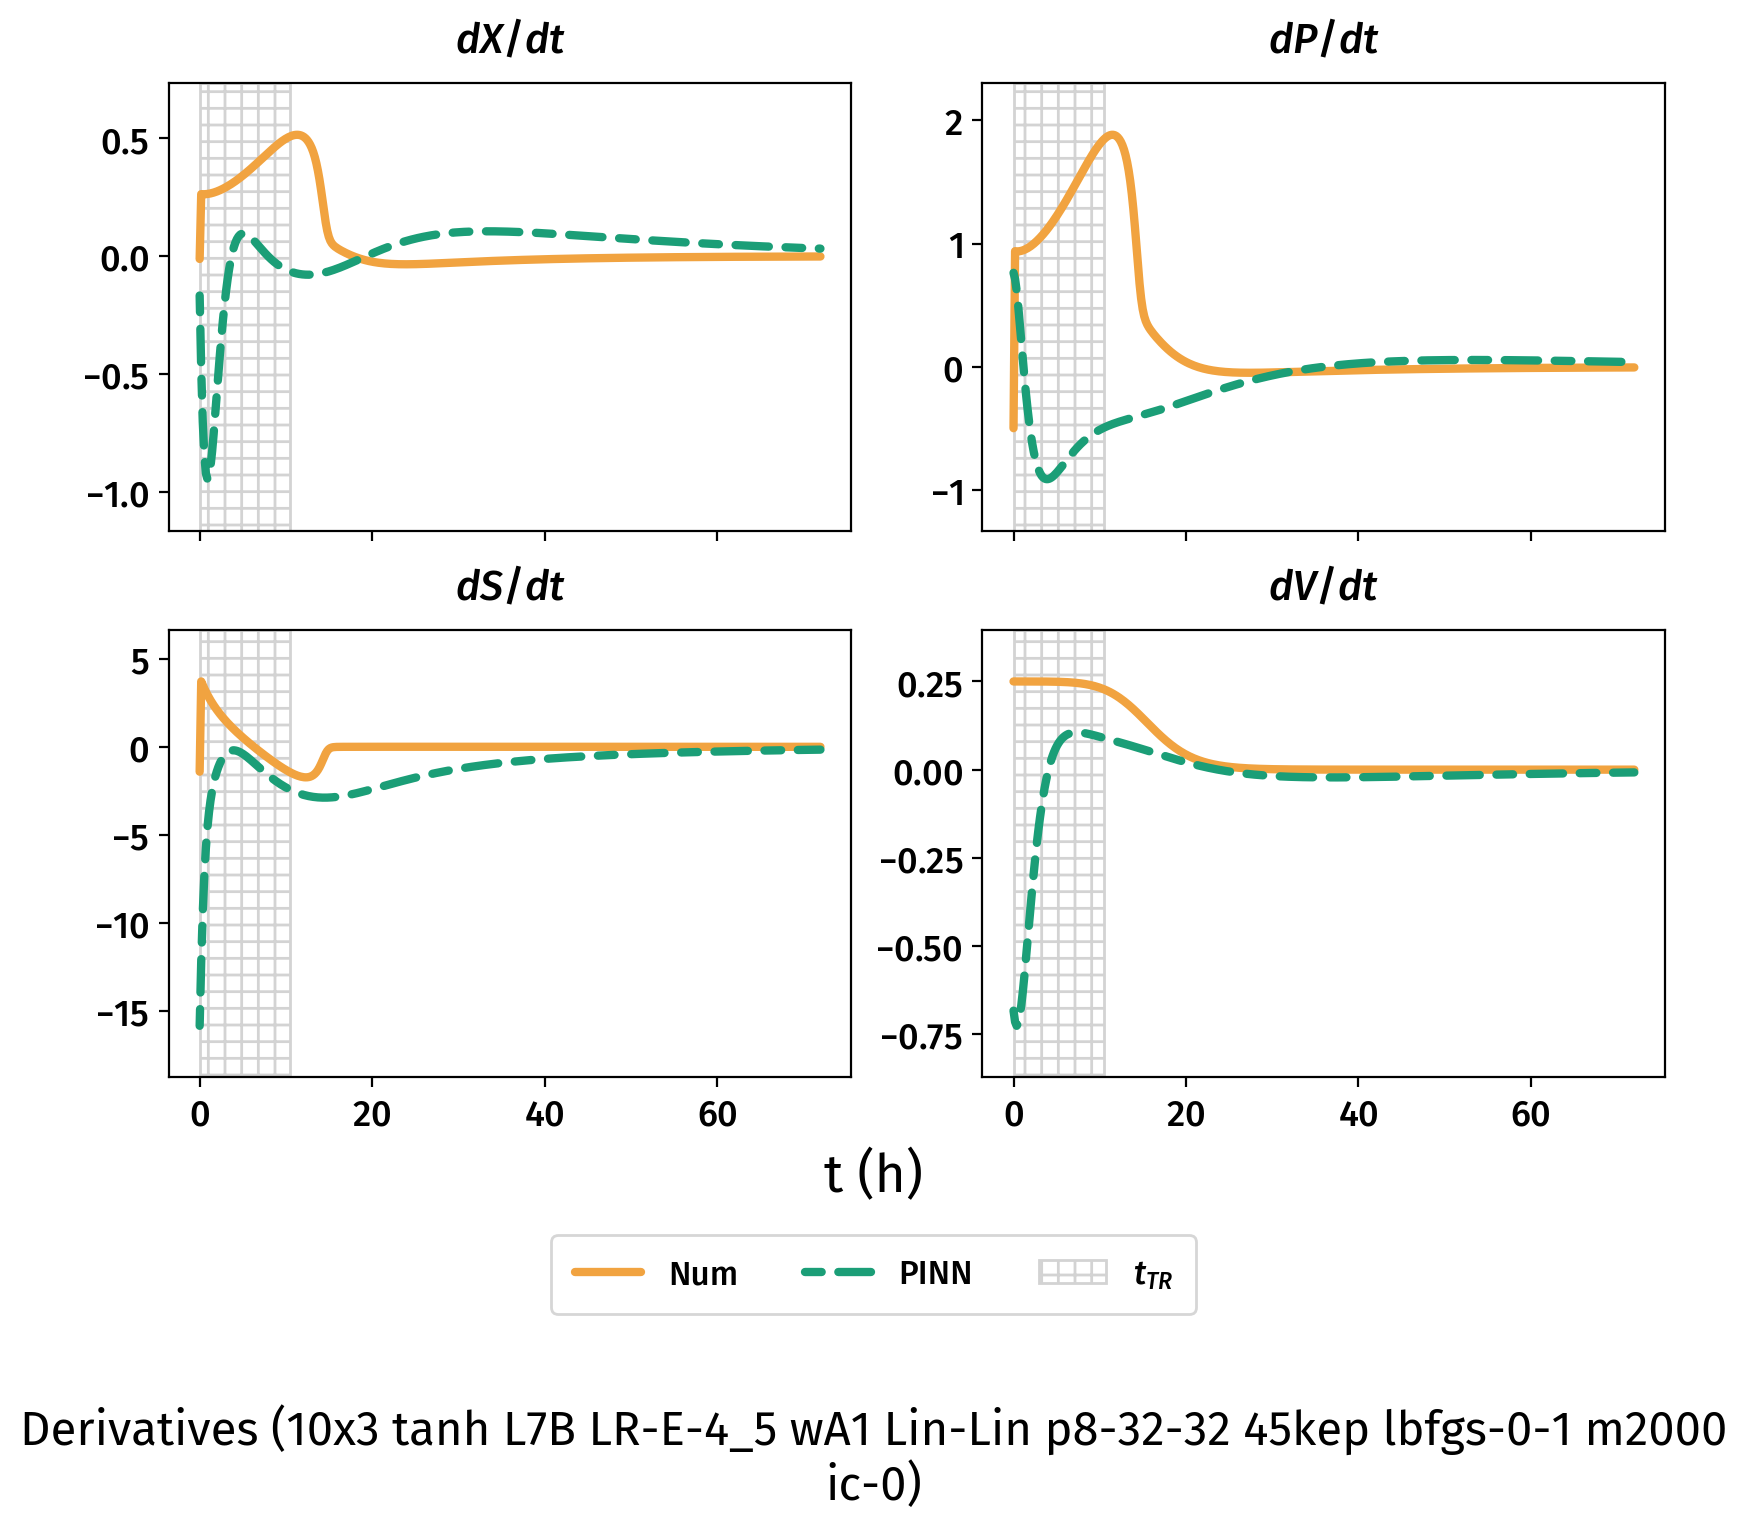 dX/dt
dP/dt
0.5
0.0
−0.5
−1.0
2
1
0
−1
dS/dt
dV/dt
5
0
−5
−10
−15
0.25
0.00
−0.25
−0.50
−0.75
0 20 40 60
0 20 40 60
t (h)
Num PINN tTR
Derivatives (10x3 tanh L7B LR-E-4_5 wA1 Lin-Lin p8-32-32 45kep lbfgs-0-1 m2000
ic-0)